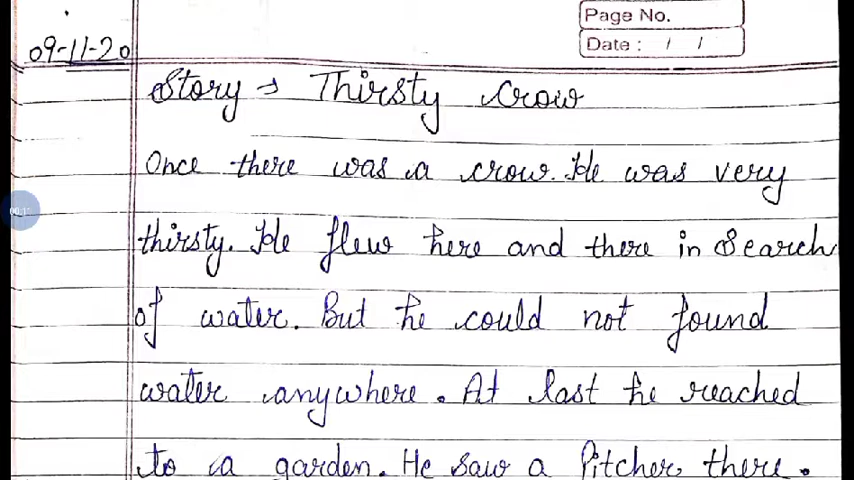 Page No.
Date : / /
09-11-20
Story → Thirsty Crow
Once there was a crow. He was very
thirsty. He flew here and there in Search
of water. But he could not found
water anywhere. At last he reached
to a garden. He saw a Pitcher there.